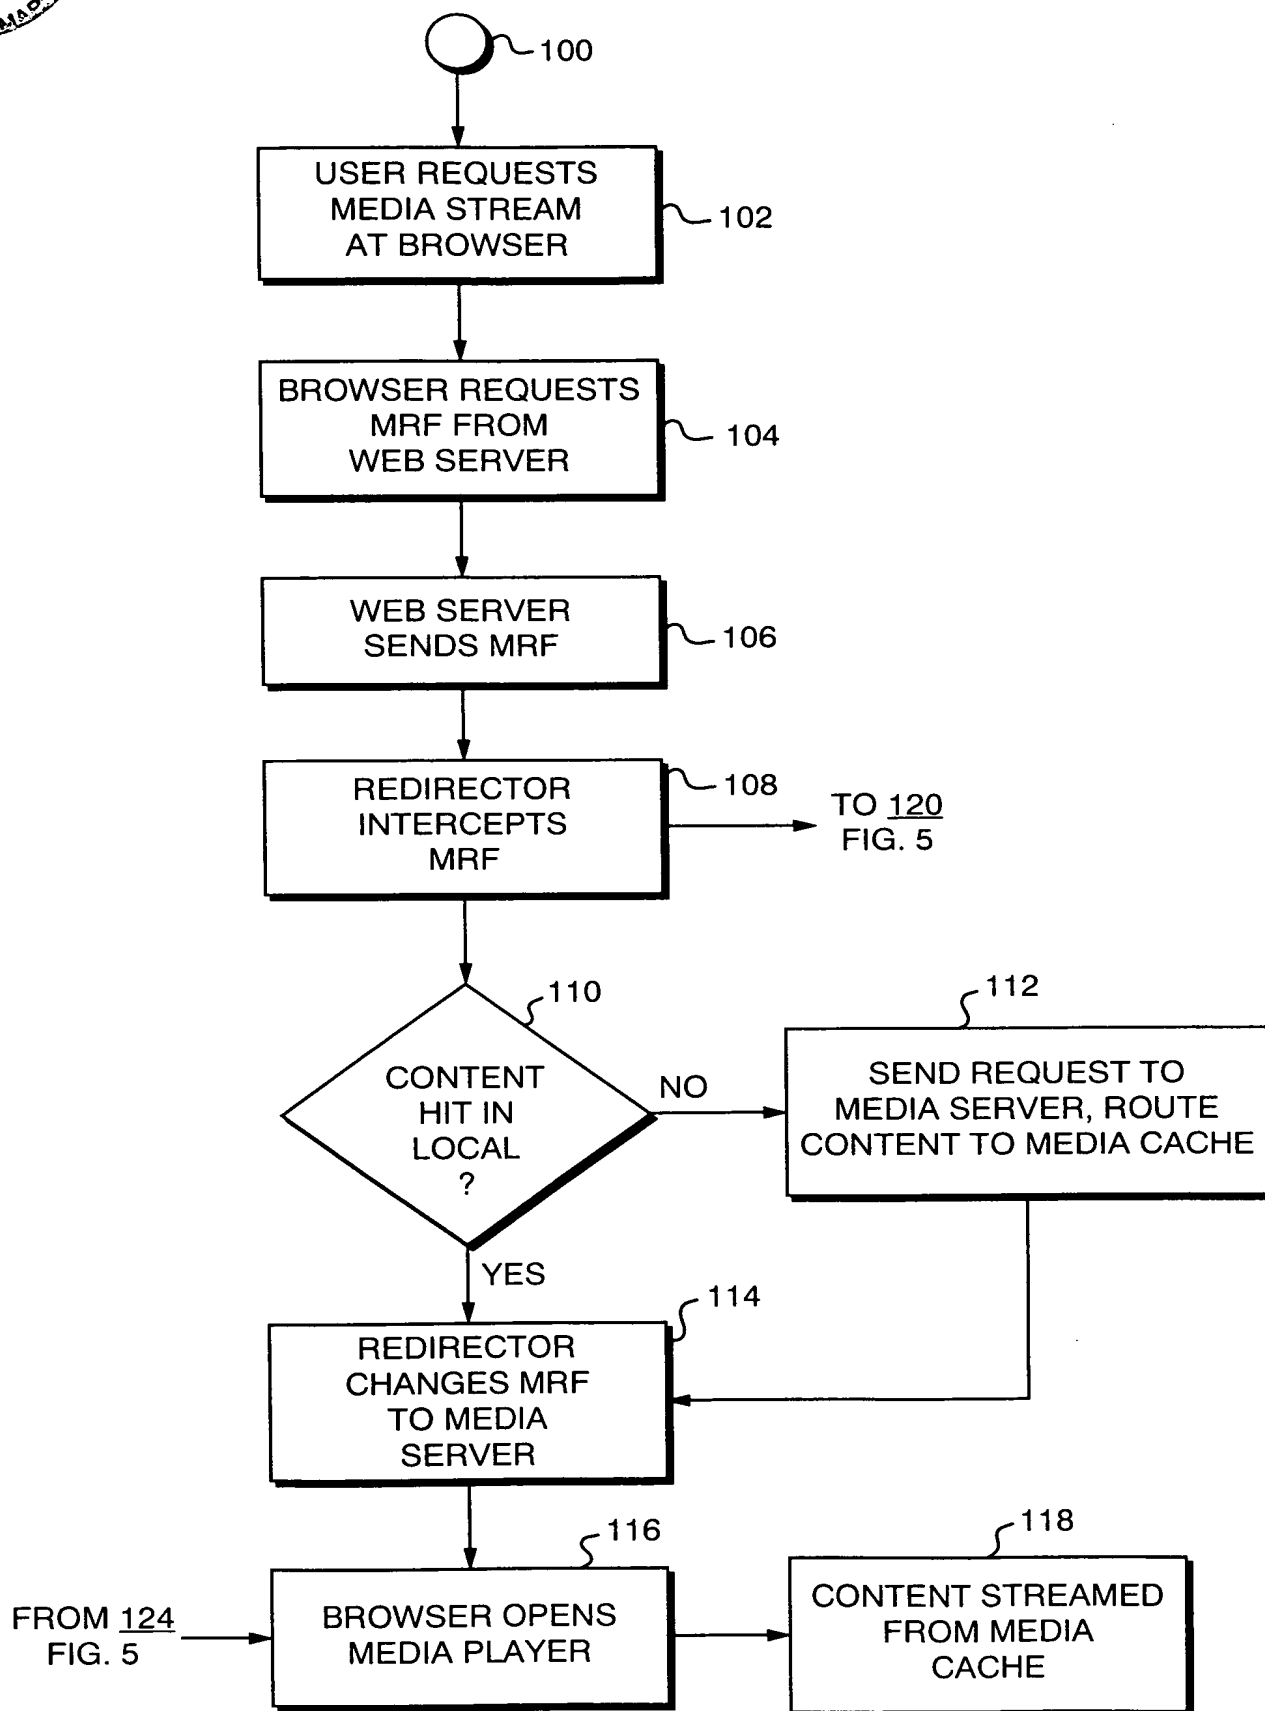 100
USER REQUESTS
MEDIA STREAM
AT BROWSER
102
BROWSER REQUESTS
MRF FROM
WEB SERVER
104
WEB SERVER
SENDS MRF
106
REDIRECTOR
INTERCEPTS
MRF
108
TO 120
FIG. 5
110
CONTENT
HIT IN
LOCAL
?
NO
112
SEND REQUEST TO
MEDIA SERVER, ROUTE
CONTENT TO MEDIA CACHE
YES
114
REDIRECTOR
CHANGES MRF
TO MEDIA
SERVER
116
FROM 124
FIG. 5
BROWSER OPENS
MEDIA PLAYER
118
CONTENT STREAMED
FROM MEDIA
CACHE